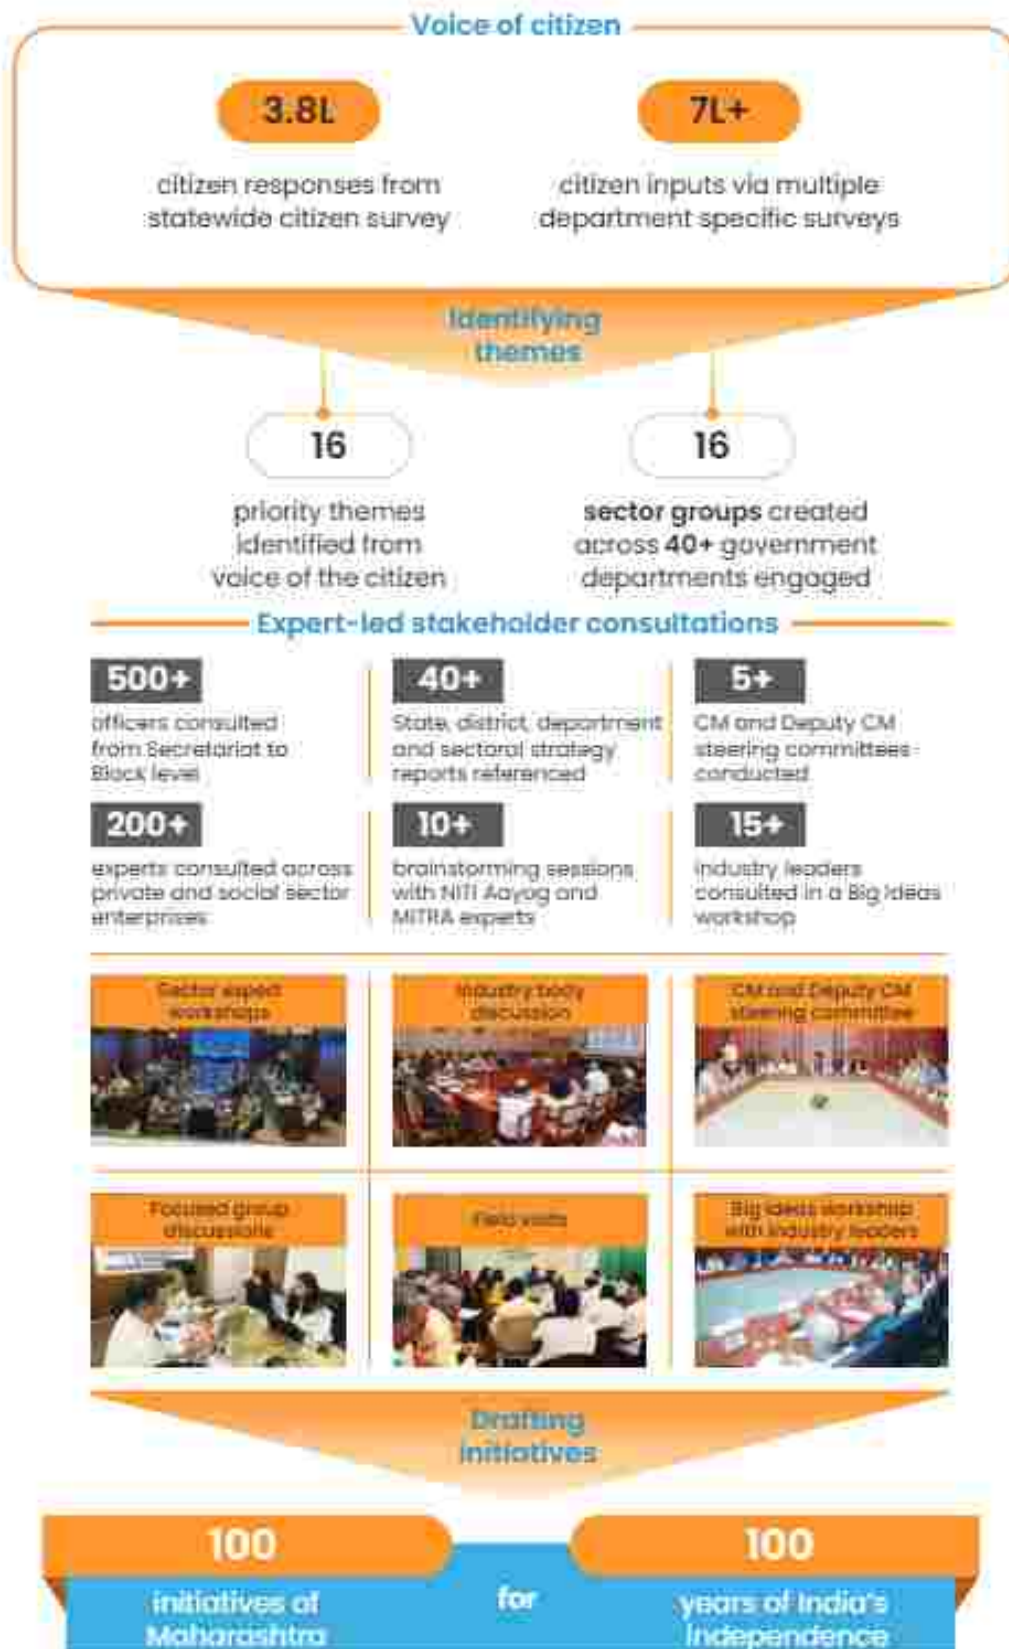 Voice of citizen
3.8L
citizen responses from
statewide citizen survey
7L+
citizen inputs via multiple
department specific surveys
Identifying
themes
16
priority themes
identified from
voice of the citizen
16
sector groups created
across 40+ government
departments engaged
Expert-led stakeholder consultations
500+
officers consulted
from Secretariat to
Block level
40+
State, district, department
and sectoral strategy
reports referenced
5+
CM and Deputy CM
steering committees
conducted
200+
experts consulted across
private and social sector
enterprises
10+
brainstorming sessions
with NITI Aayog and
MITRA experts
15+
industry leaders
consulted in a Big Ideas
workshop
Sector expert
workshops
Industry body
discussion
CM and Deputy CM
steering committee
Focused group
discussions
Field visits
Big ideas workshop
with industry leaders
Drafting
initiatives
100
initiatives of
Maharashtra
for
100
years of India's
Independence